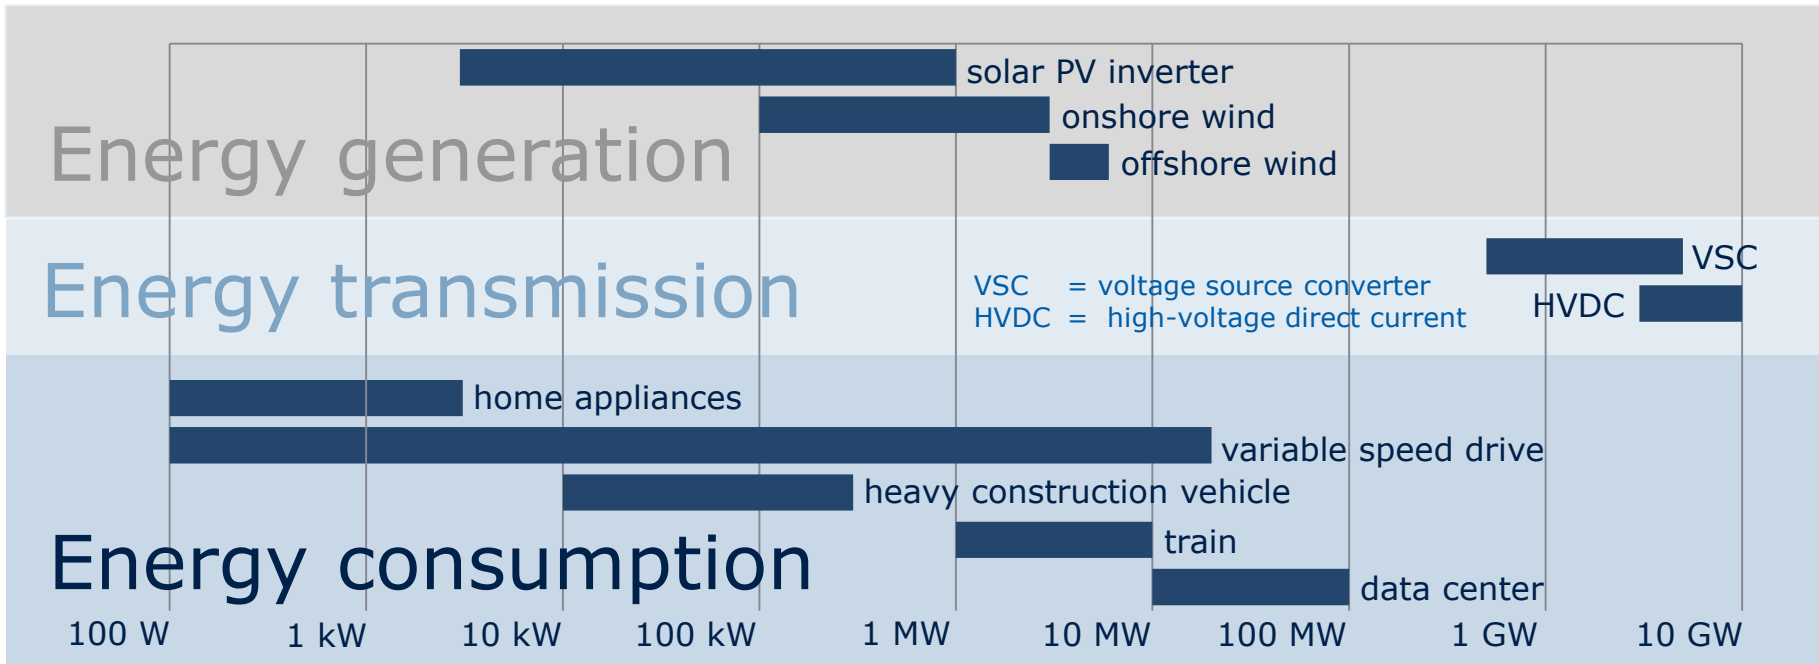 solar PV inverter
onshore wind
Energy generation
offshore wind
VSC
Energy transmission
VSC = voltage source converter
HVDC = high-voltage direct current
HVDC
home appliances
variable speed drive
heavy construction vehicle
train
Energy consumption
data center
100 W 1 kW 10 kW 100 kW 1 MW 10 MW 100 MW 1 GW 10 GW